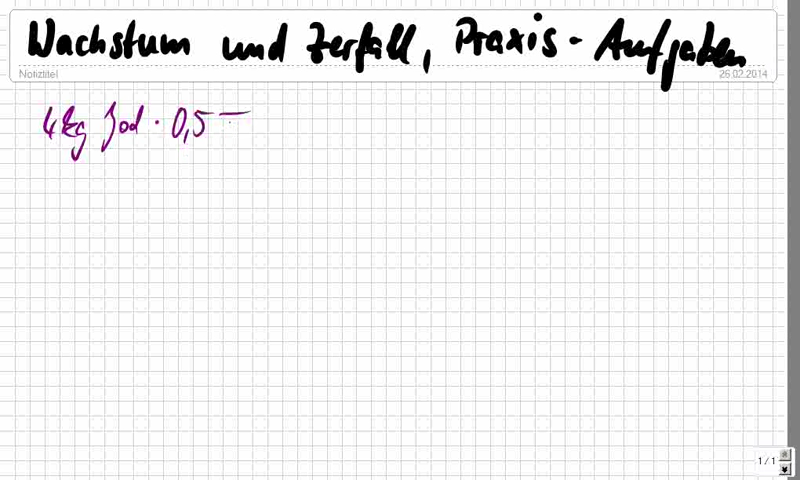 Wachstum und Zerfall, Praxis-Aufgaben
Notiztitel
26.02.2014
4kg Jod · 0,5
1/1